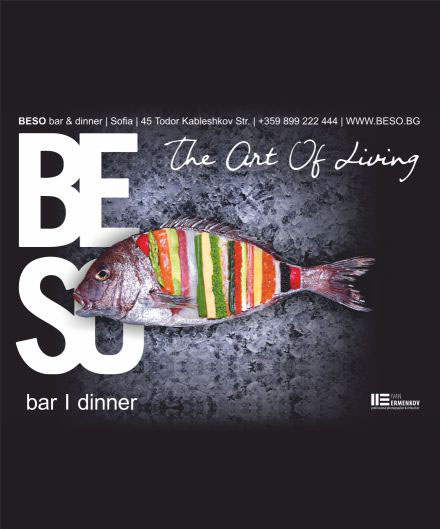 BESO bar & dinner | Sofia | 45 Todor Kableshkov Str. | +359 899 222 444 | WWW.BESO.BG
BE
SO
The Art Of Living
bar | dinner
IVAN
ERMENKOV